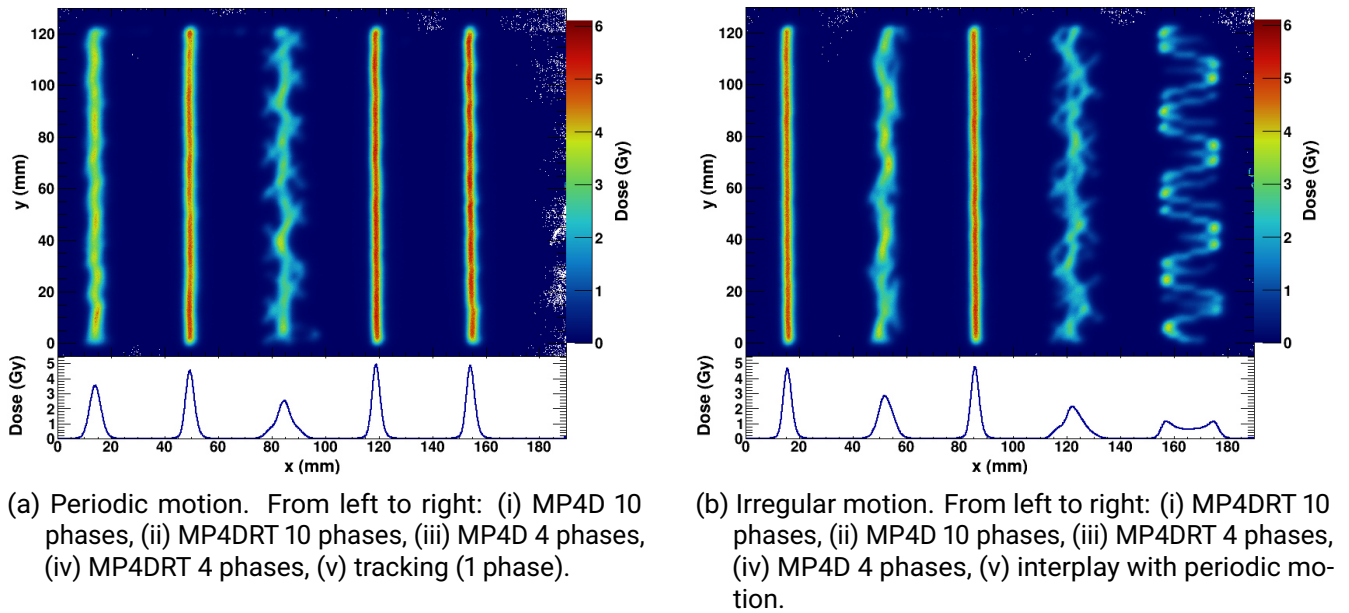 120
100
80
60
40
20
0
y (mm)
6
5
4
3
2
1
0
Dose (Gy)
5
4
3
2
1
0
Dose (Gy)
0 20 40 60 80 100 120 140 160 180
x (mm)
120
100
80
60
40
20
0
y (mm)
6
5
4
3
2
1
0
Dose (Gy)
5
4
3
2
1
0
Dose (Gy)
0 20 40 60 80 100 120 140 160 180
x (mm)
(a) Periodic motion. From left to right: (i) MP4D 10
phases, (ii) MP4DRT 10 phases, (iii) MP4D 4 phases,
(iv) MP4DRT 4 phases, (v) tracking (1 phase).
(b) Irregular motion. From left to right: (i) MP4DRT 10
phases, (ii) MP4D 10 phases, (iii) MP4DRT 4 phases,
(iv) MP4D 4 phases, (v) interplay with periodic mo-
tion.